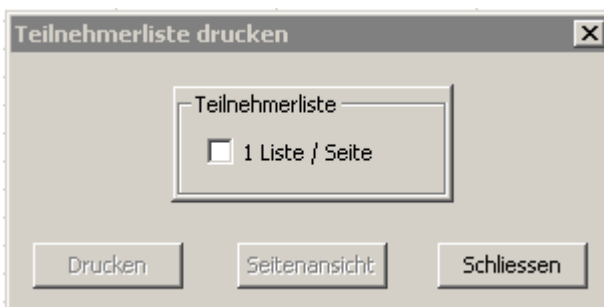 Teilnehmerliste drucken
Teilnehmerliste
1 Liste / Seite
Drucken Seitenansicht Schliessen